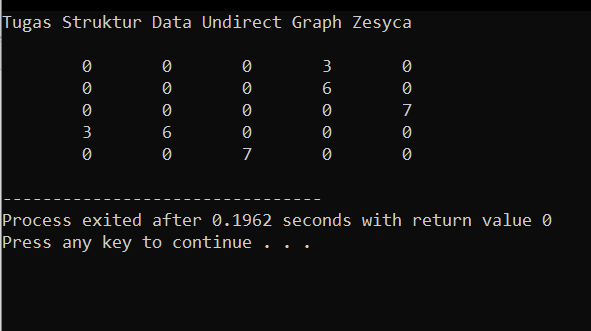 Tugas Struktur Data Undirect Graph Zesyca
0 0 0 3 0
0 0 0 6 0
0 0 0 0 7
3 6 0 0 0
0 0 7 0 0
--------------------------------
Process exited after 0.1962 seconds with return value 0
Press any key to continue . . .